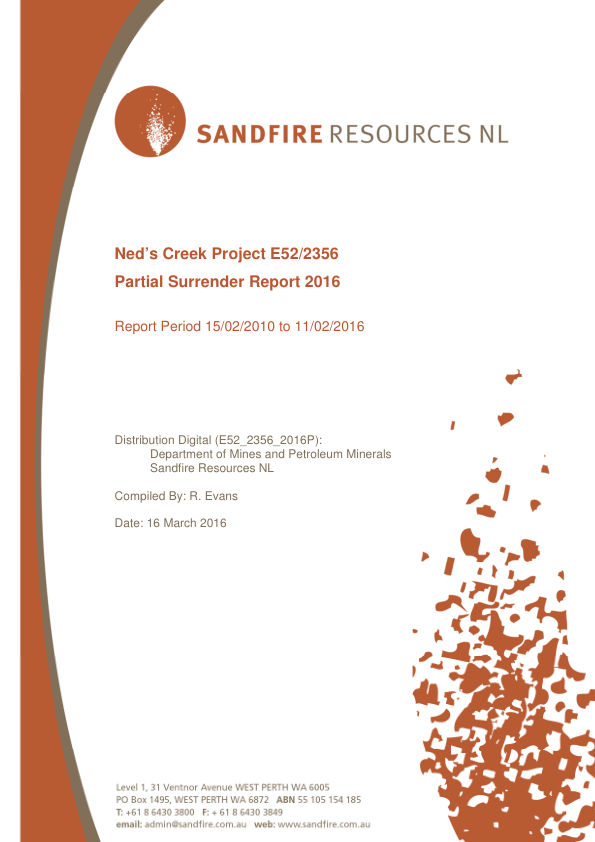 SANDFIRE RESOURCES NL
Ned's Creek Project E52/2356
Partial Surrender Report 2016
Report Period 15/02/2010 to 11/02/2016
Distribution Digital (E52_2356_2016P):
Department of Mines and Petroleum Minerals
Sandfire Resources NL
Compiled By: R. Evans
Date: 16 March 2016
Level 1, 31 Ventnor Avenue WEST PERTH WA 6005
PO Box 1495, WEST PERTH WA 6872 ABN 55 105 154 185
T: +61 8 6430 3800 F: + 61 8 6430 3849
email: admin@sandfire.com.au web: www.sandfire.com.au